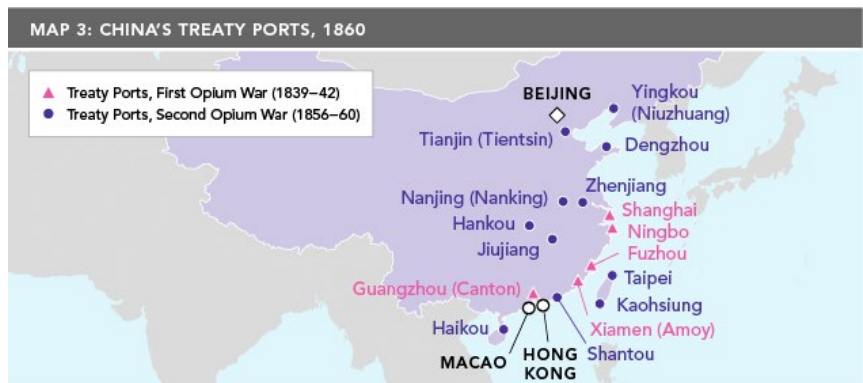 MAP 3: CHINA'S TREATY PORTS, 1860
Treaty Ports, First Opium War (1839–42)
Treaty Ports, Second Opium War (1856–60)
BEIJING
Yingkou
(Niuzhuang)
Tianjin (Tientsin)
Dengzhou
Zhenjiang
Nanjing (Nanking)
Shanghai
Hankou
Ningbo
Jiujiang
Fuzhou
Taipei
Guangzhou (Canton)
Kaohsiung
Haikou
Xiamen (Amoy)
MACAO
HONG
KONG
Shantou